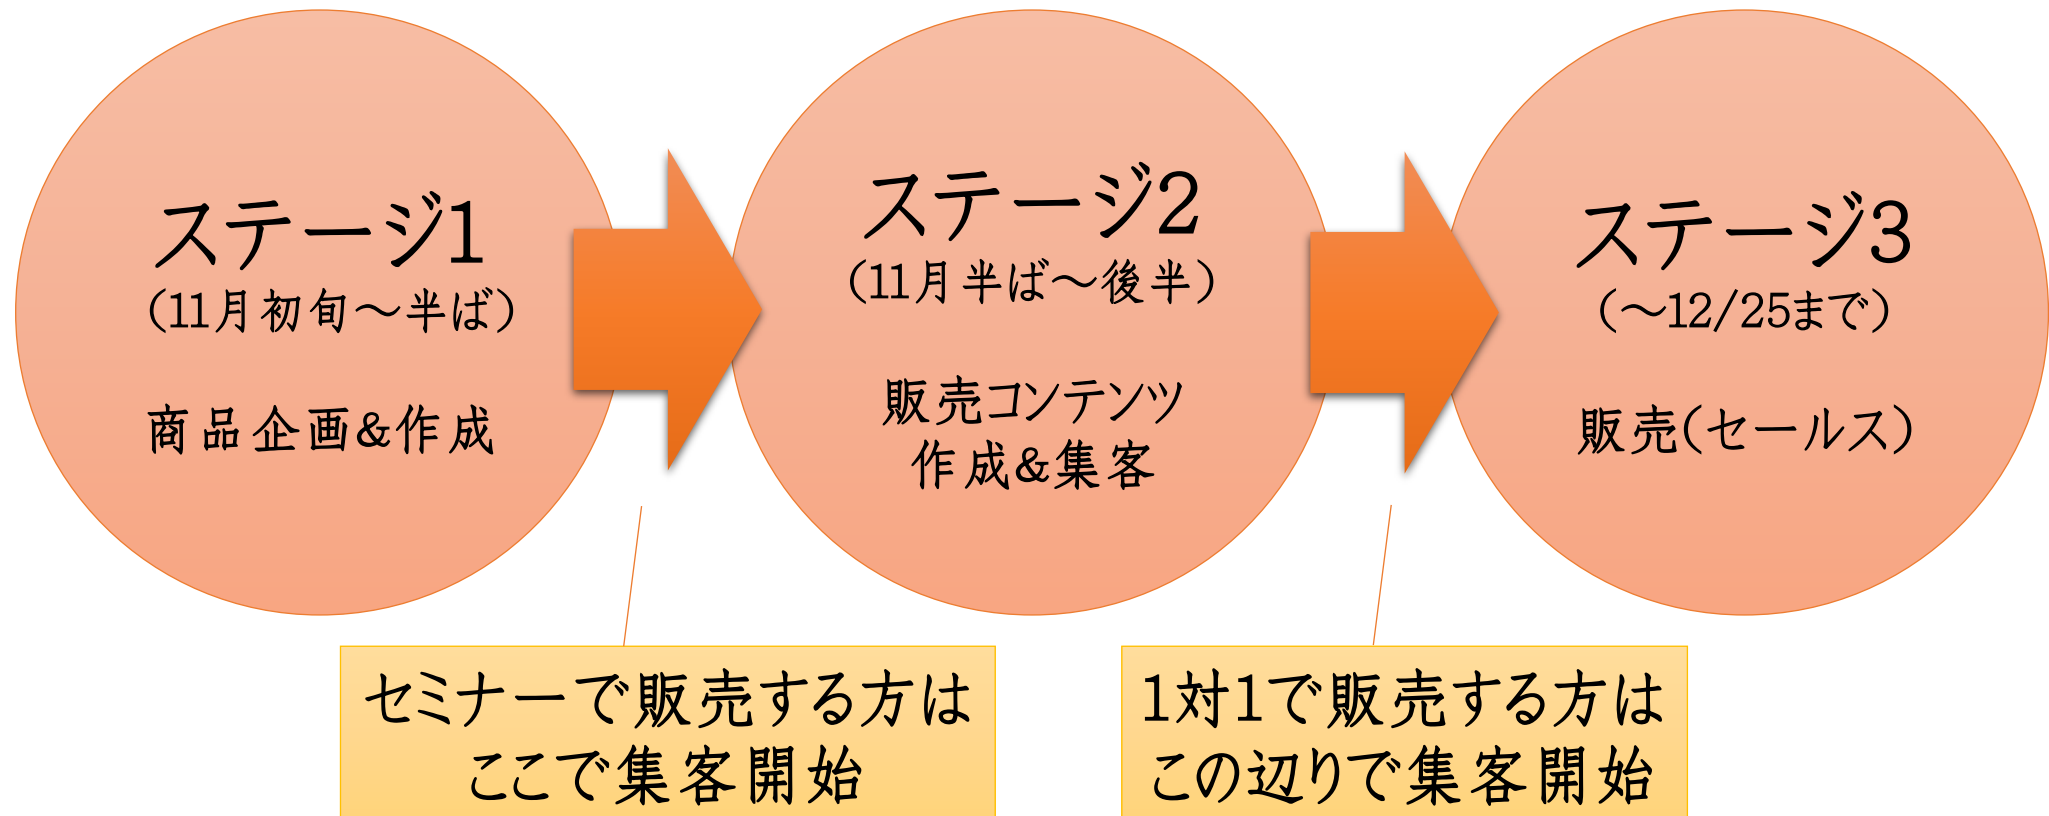 ステージ1
(11月初旬～半ば)
商品企画&作成
ステージ2
(11月半ば～後半)
販売コンテンツ
作成&集客
ステージ3
(～12/25まで)
販売(セールス)
セミナーで販売する方は
ここで集客開始
1対1で販売する方は
この辺りで集客開始